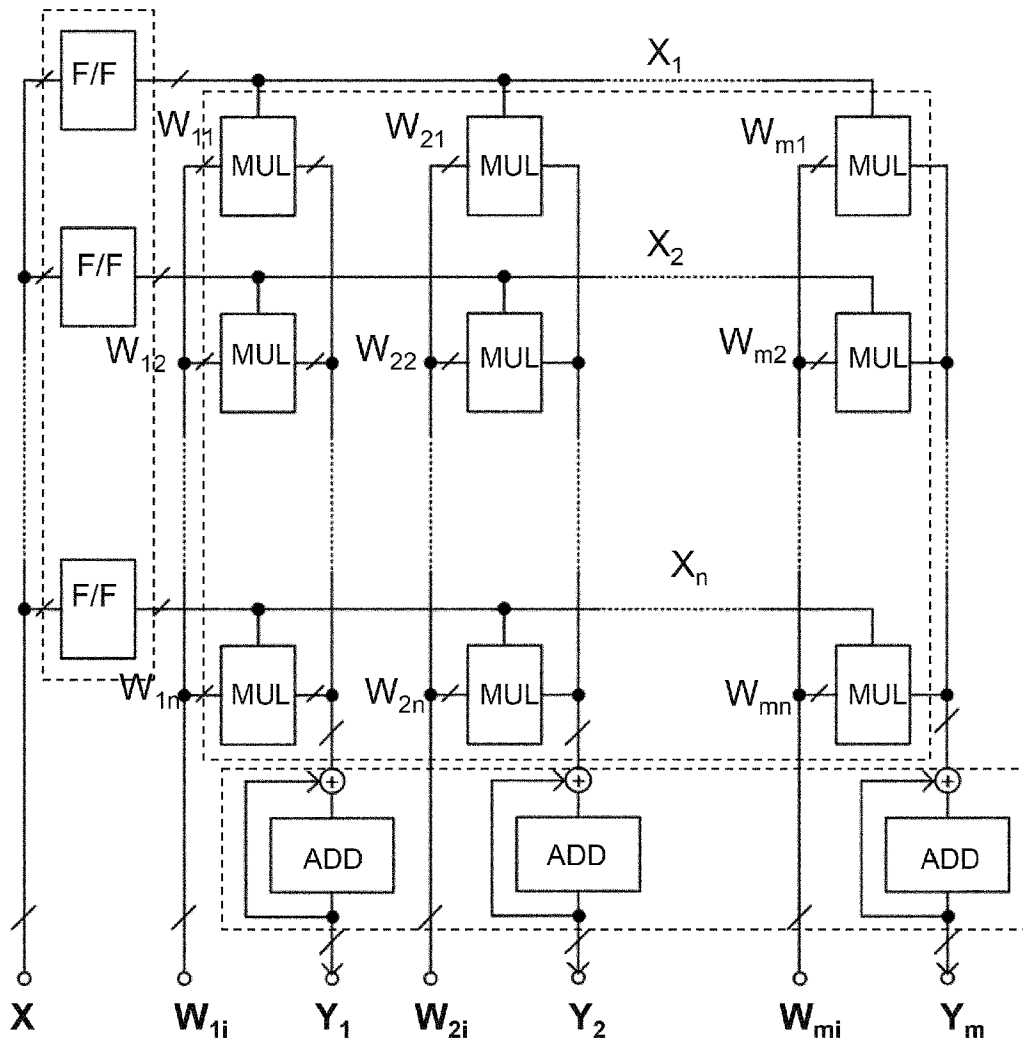 F/F X₁
W₁₁ MUL W₂₁ MUL Wₘ₁ MUL
F/F X₂
W₁₂ MUL W₂₂ MUL Wₘ₂ MUL
F/F Xₙ
W₁ₙ MUL W₂ₙ MUL Wₘₙ MUL
+ + +
ADD ADD ADD
X W₁ᵢ Y₁ W₂ᵢ Y₂ Wₘᵢ Yₘ